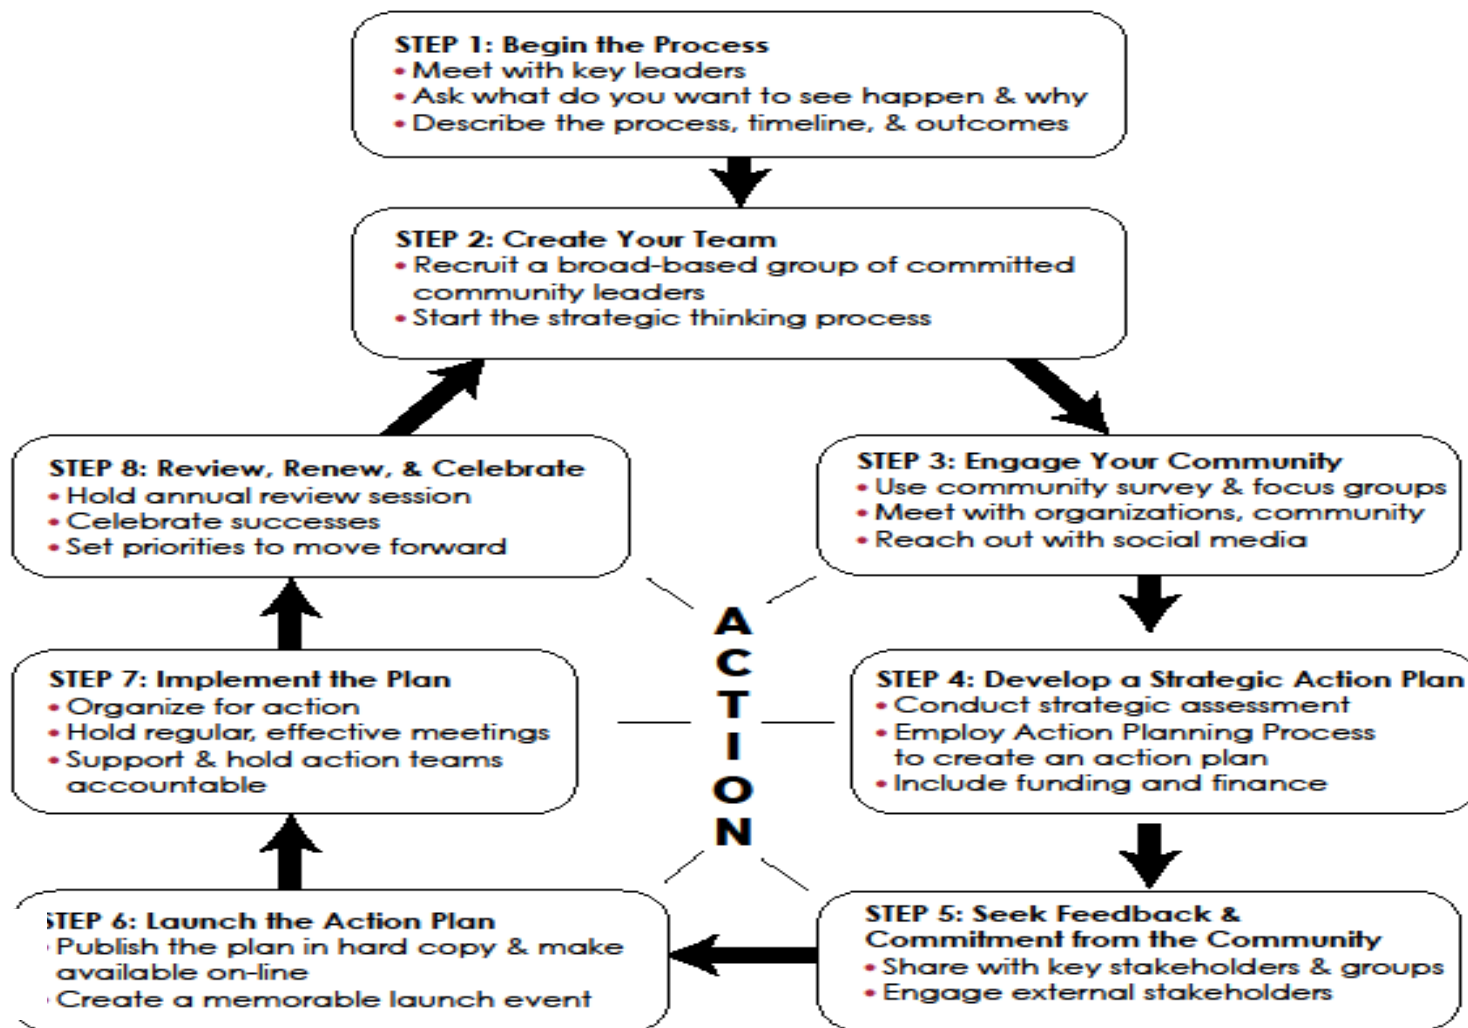 STEP 1: Begin the Process
• Meet with key leaders
• Ask what do you want to see happen & why
• Describe the process, timeline, & outcomes
STEP 2: Create Your Team
• Recruit a broad-based group of committed
community leaders
• Start the strategic thinking process
STEP 3: Engage Your Community
• Use community survey & focus groups
• Meet with organizations, community
• Reach out with social media
STEP 4: Develop a Strategic Action Plan
• Conduct strategic assessment
• Employ Action Planning Process
to create an action plan
• Include funding and finance
STEP 5: Seek Feedback &
Commitment from the Community
• Share with key stakeholders & groups
• Engage external stakeholders
STEP 6: Launch the Action Plan
• Publish the plan in hard copy & make
available on-line
• Create a memorable launch event
STEP 7: Implement the Plan
• Organize for action
• Hold regular, effective meetings
• Support & hold action teams
accountable
STEP 8: Review, Renew, & Celebrate
• Hold annual review session
• Celebrate successes
• Set priorities to move forward
ACTION